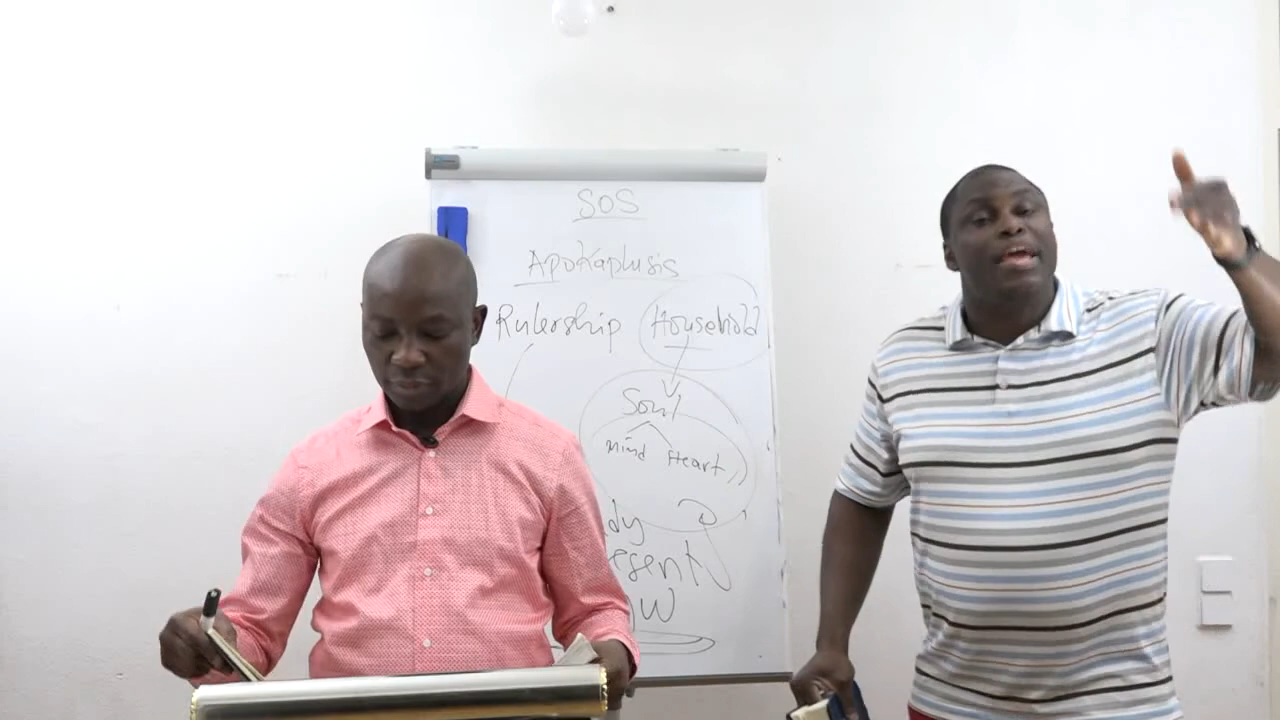 SOS
Apokaplusis
Rulership Household
Soul
mind Heart
dy
esent
w